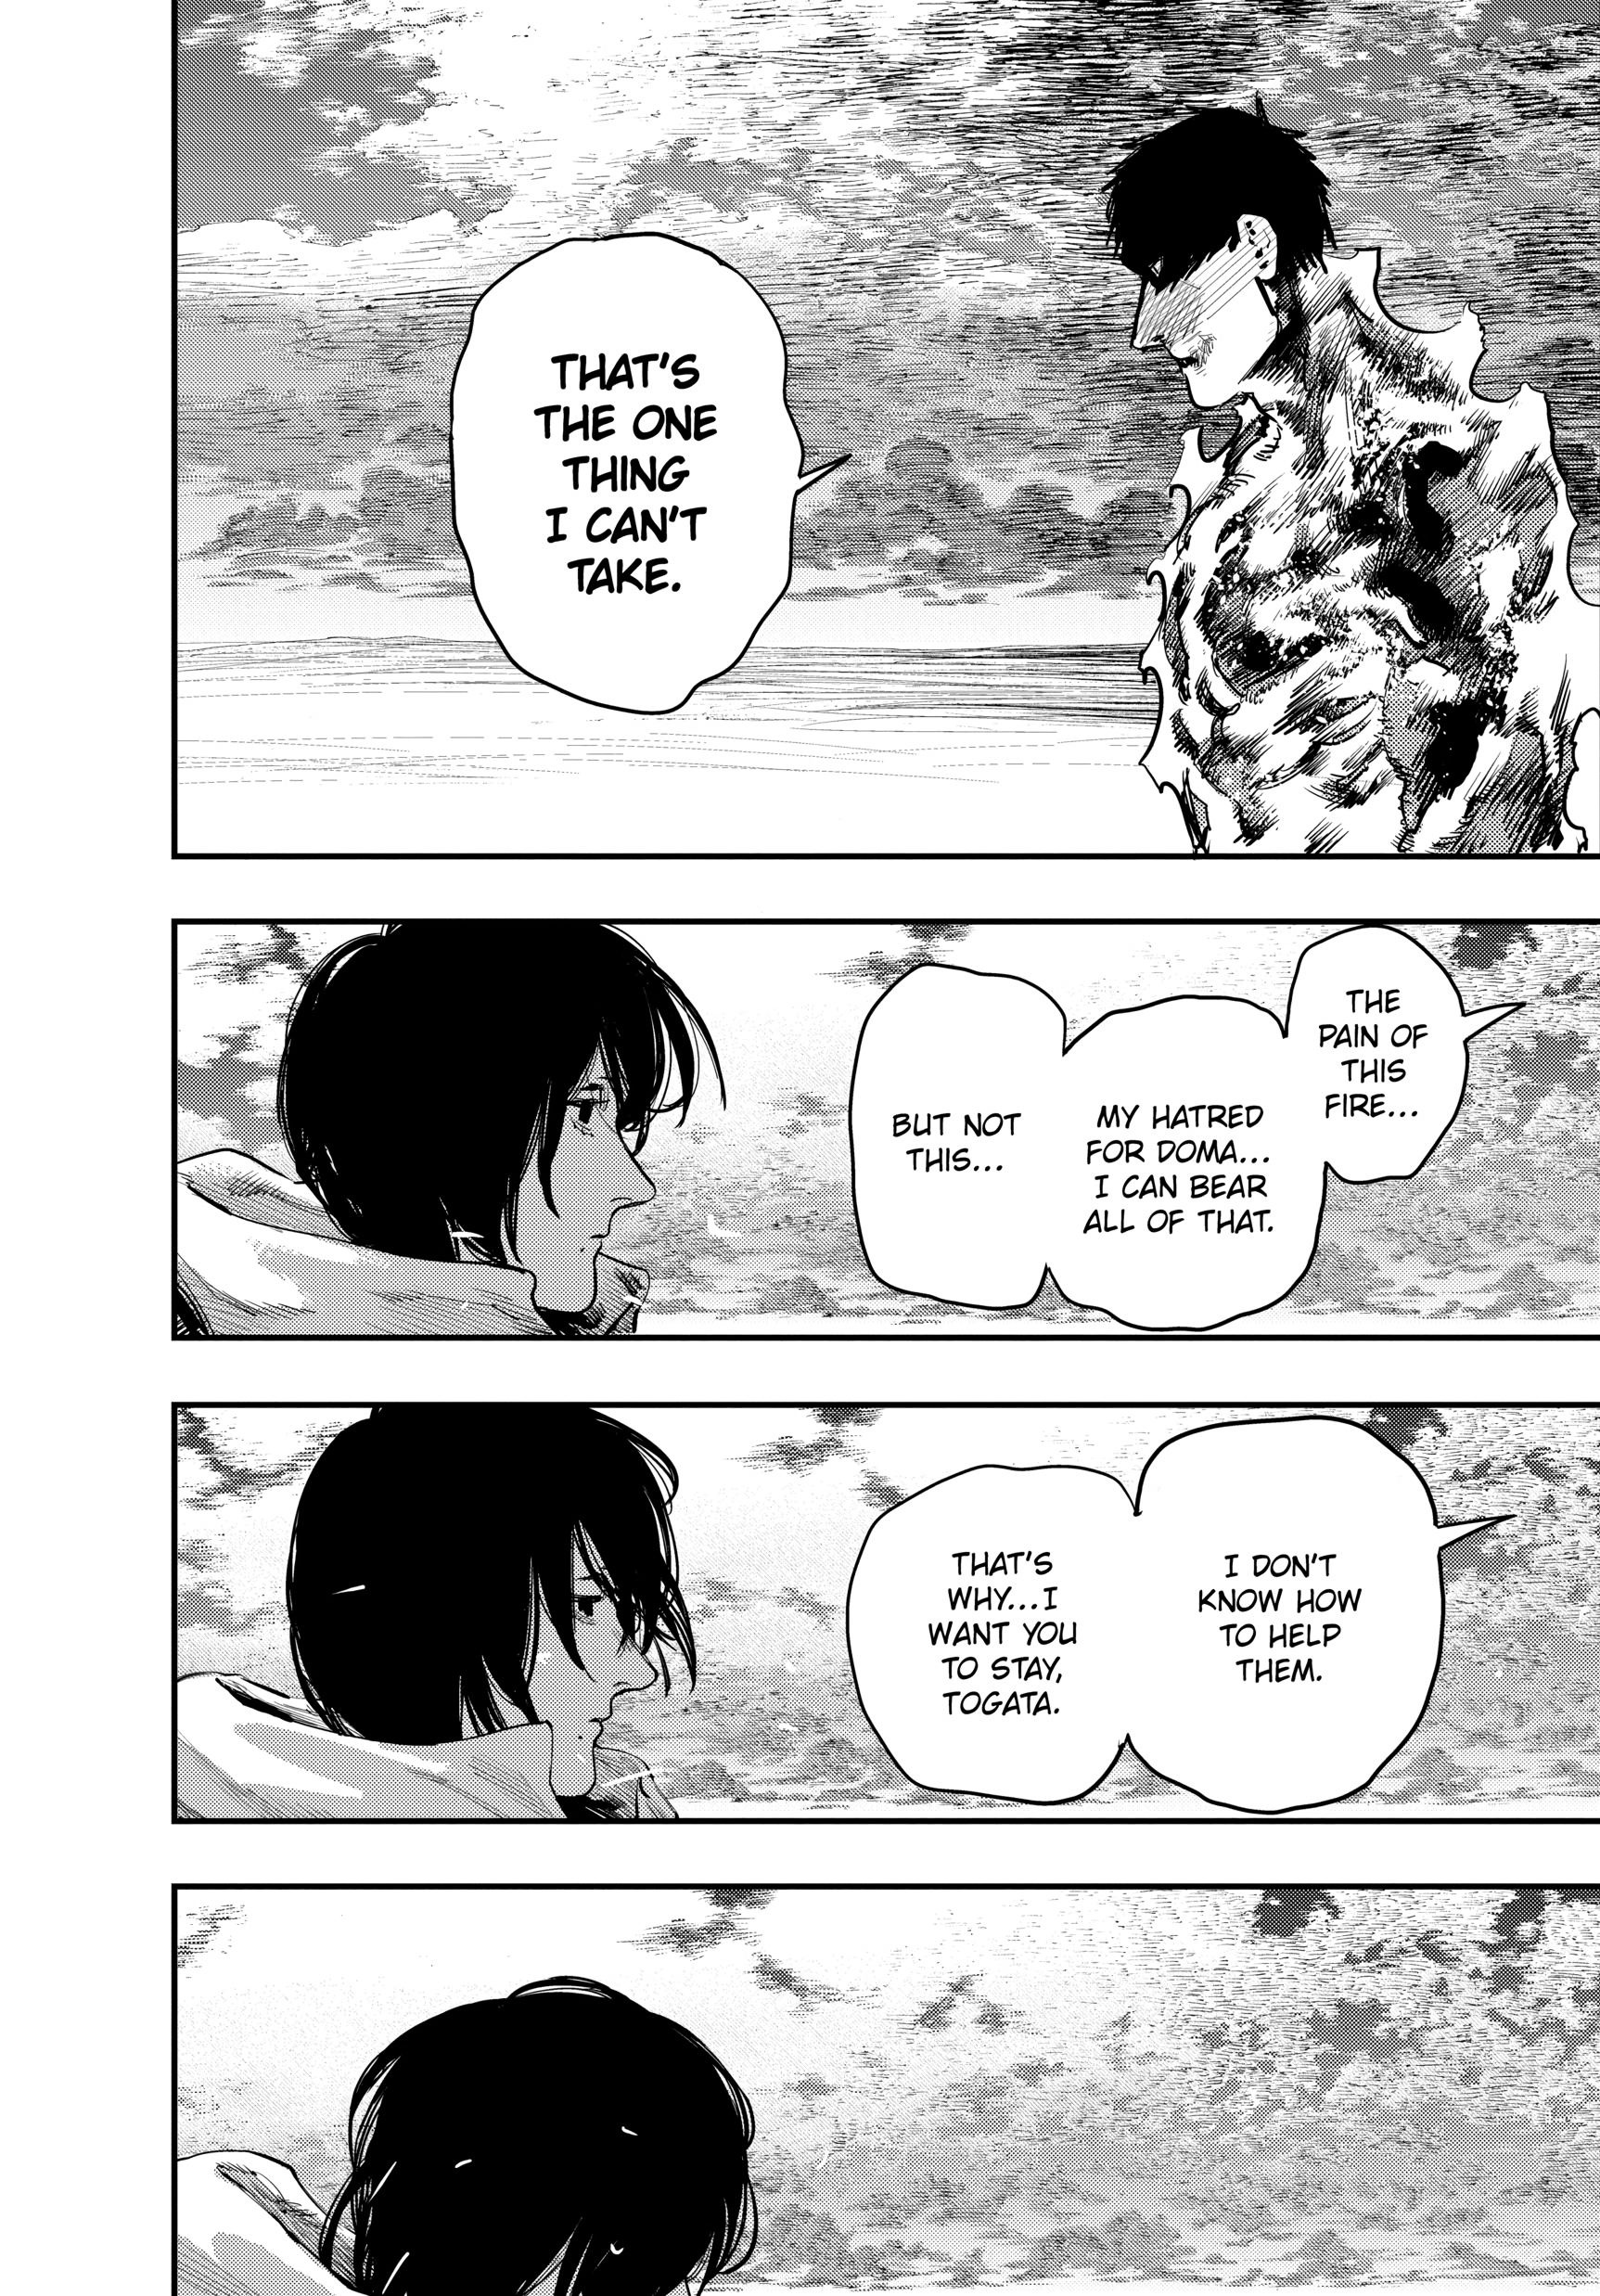 THAT'S
THE ONE
THING
I CAN'T
TAKE.
THE
PAIN OF
THIS
FIRE...
MY HATRED
FOR DOMA...
I CAN BEAR
ALL OF THAT.
BUT NOT
THIS...
I DON'T
KNOW HOW
TO HELP
THEM.
THAT'S
WHY...I
WANT YOU
TO STAY,
TOGATA.